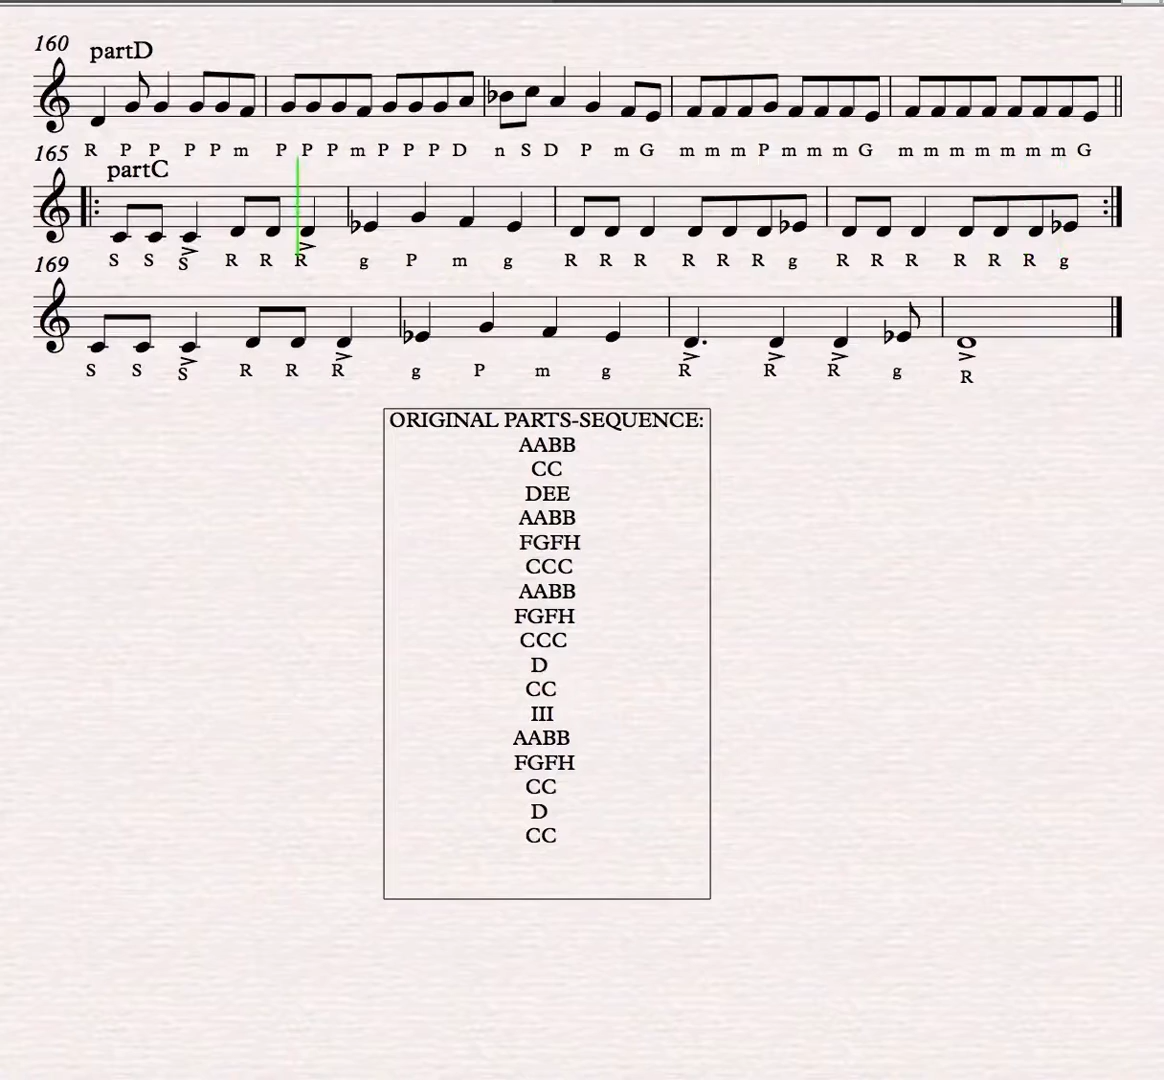 160 partD
R P P P P m P P P m P P P D n S D P m G m m m P m m m G m m m m m m m G
165 partC
S S S R R R g P m g R R R R R R g R R R R R R g
169
S S S R R R g P m g R R R g R
ORIGINAL PARTS-SEQUENCE:
AABB
CC
DEE
AABB
FGFH
CCC
AABB
FGFH
CCC
D
CC
III
AABB
FGFH
CC
D
CC